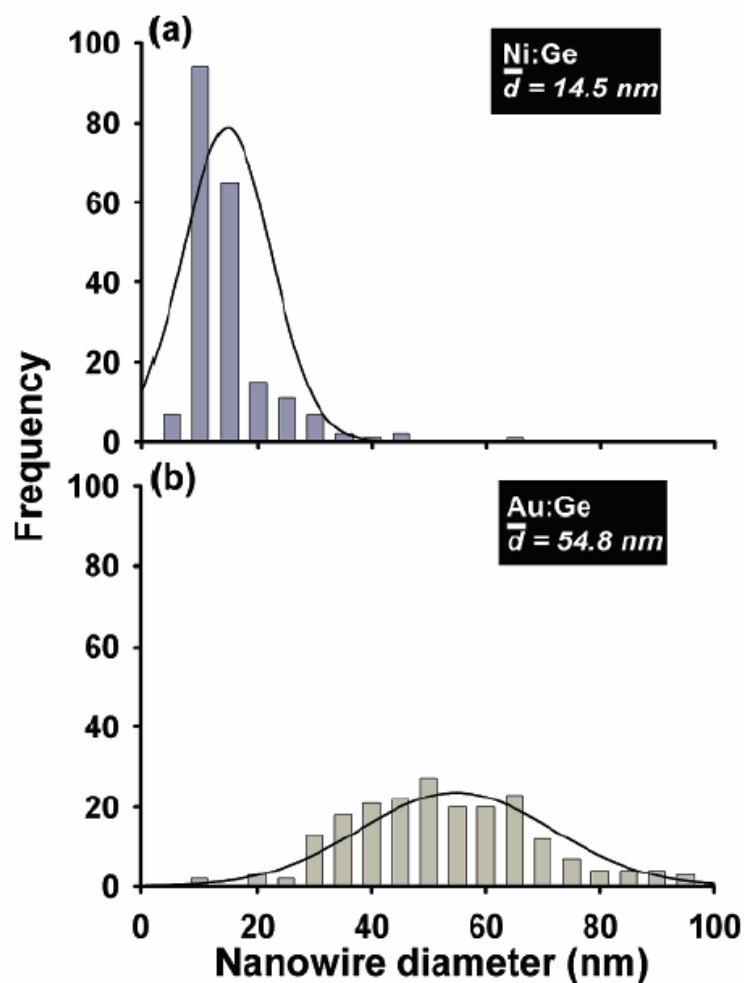 (a)
Ni:Ge
d̅ = 14.5 nm
100
80
60
40
20
0
Frequency
(b)
Au:Ge
d̅ = 54.8 nm
100
80
60
40
20
0
0 20 40 60 80 100
Nanowire diameter (nm)